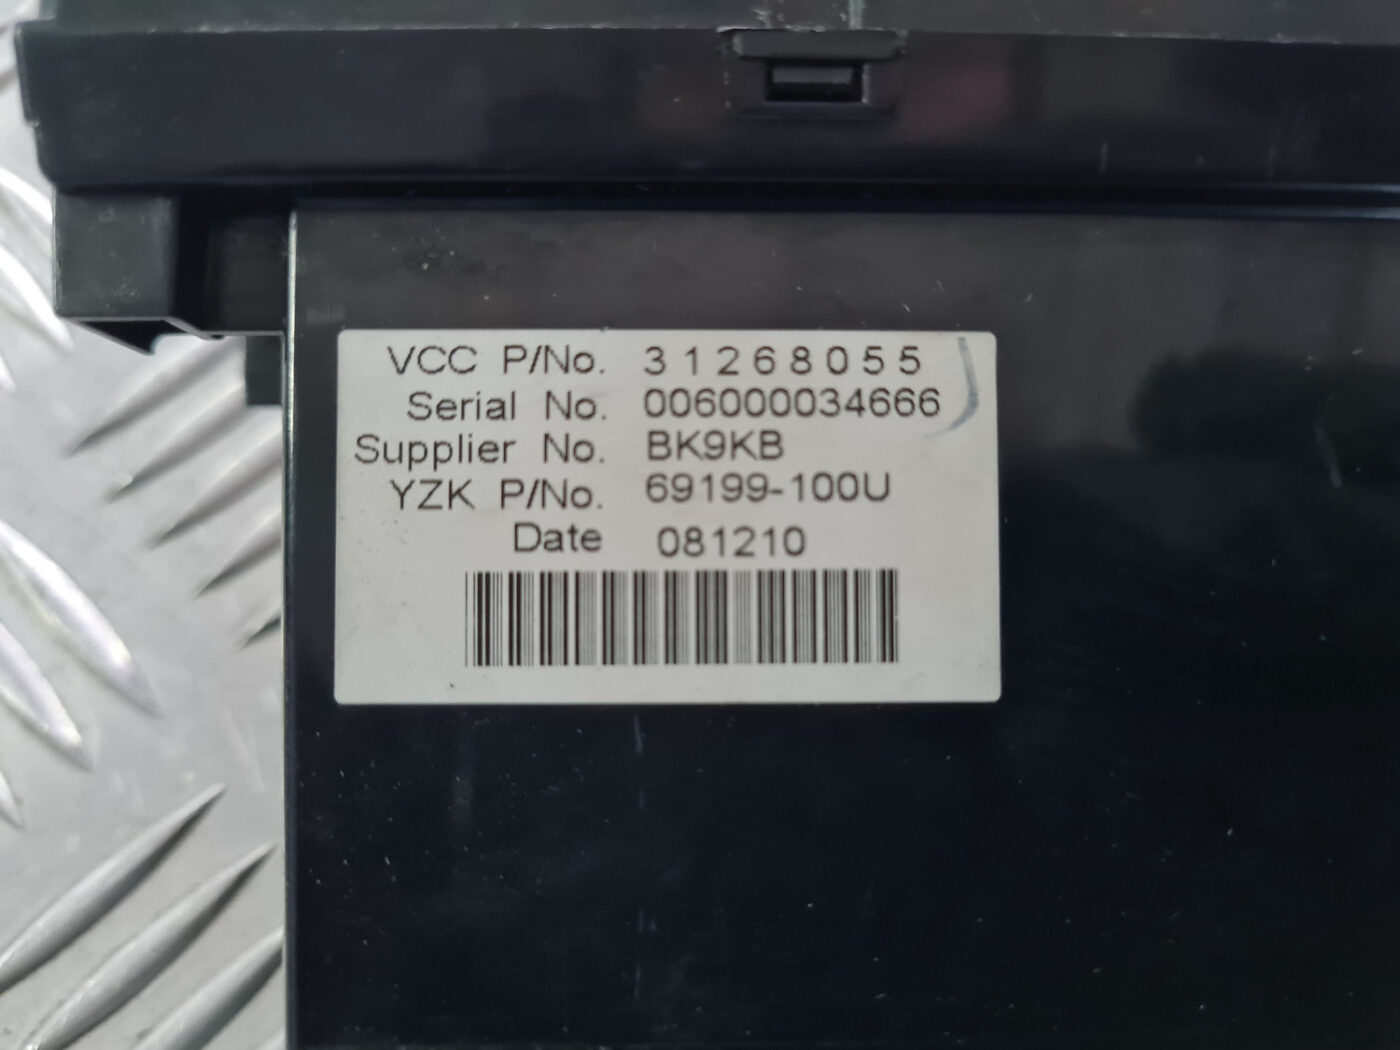 VCC P/No. 31268055
Serial No. 006000034666
Supplier No. BK9KB
YZK P/No. 69199-100U
Date 081210